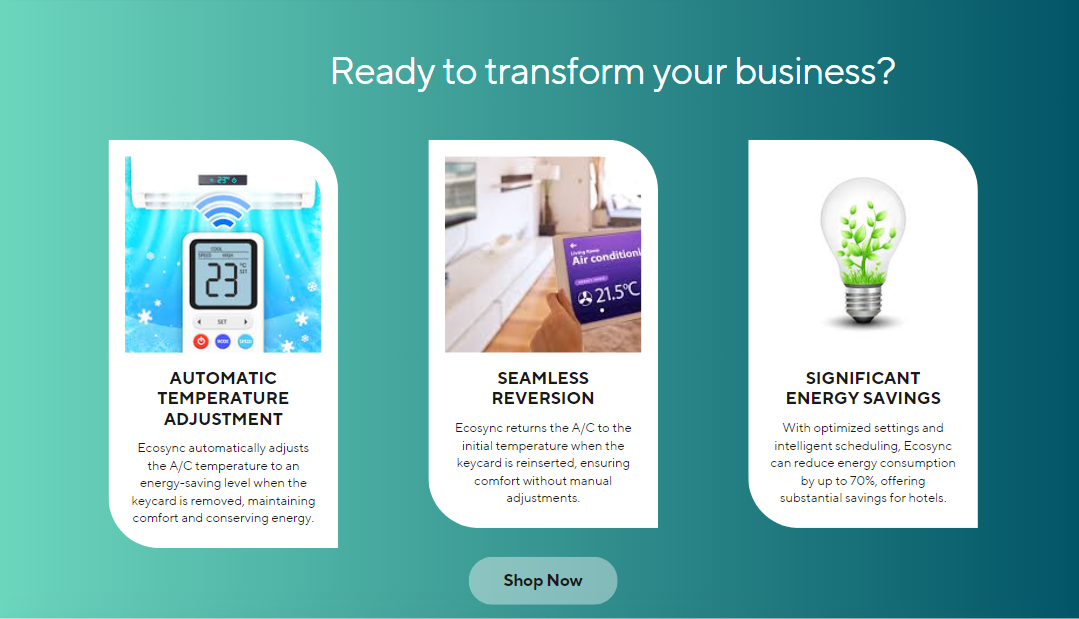 Ready to transform your business?
23°
COOL
SPEED HIGH
23 °C
SET
SET
MODE
SPEED
AUTOMATIC
TEMPERATURE
ADJUSTMENT
Ecosync automatically adjusts
the A/C temperature to an
energy-saving level when the
keycard is removed, maintaining
comfort and conserving energy.
Living Room
Air conditioni
21.5°C
SEAMLESS
REVERSION
Ecosync returns the A/C to the
initial temperature when the
keycard is reinserted, ensuring
comfort without manual
adjustments.
SIGNIFICANT
ENERGY SAVINGS
With optimized settings and
intelligent scheduling, Ecosync
can reduce energy consumption
by up to 70%, offering
substantial savings for hotels.
Shop Now